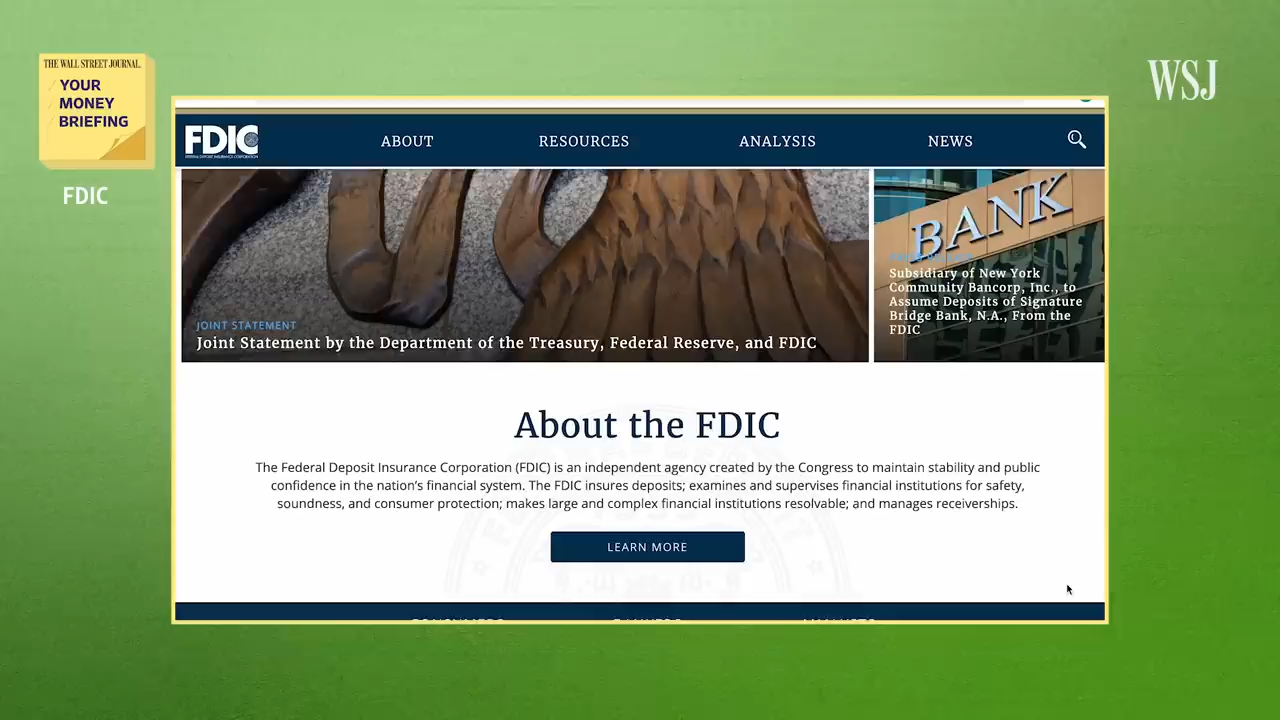 THE WALL STREET JOURNAL.
YOUR
MONEY
BRIEFING
FDIC
WSJ
FDIC
FEDERAL DEPOSIT INSURANCE CORPORATION
ABOUT
RESOURCES
ANALYSIS
NEWS
JOINT STATEMENT
Joint Statement by the Department of the Treasury, Federal Reserve, and FDIC
BANK
Subsidiary of New York
Community Bancorp, Inc., to
Assume Deposits of Signature
Bridge Bank, N.A., From the
FDIC
About the FDIC
The Federal Deposit Insurance Corporation (FDIC) is an independent agency created by the Congress to maintain stability and public
confidence in the nation's financial system. The FDIC insures deposits; examines and supervises financial institutions for safety,
soundness, and consumer protection; makes large and complex financial institutions resolvable; and manages receiverships.
LEARN MORE